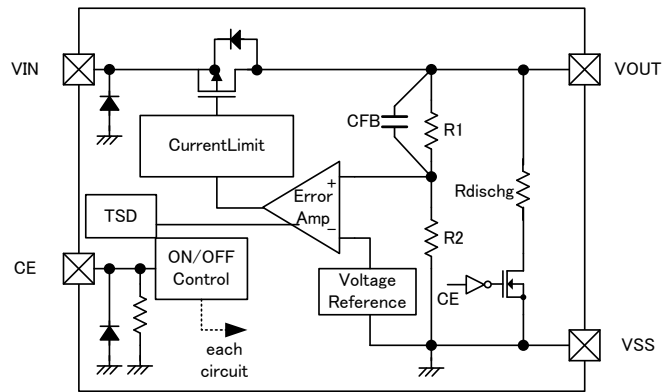 VIN
VOUT
CFB
R1
CurrentLimit
+
Error
Amp
-
Rdischg
TSD
R2
CE
ON/OFF
Control
Voltage
Reference
CE
each
circuit
VSS